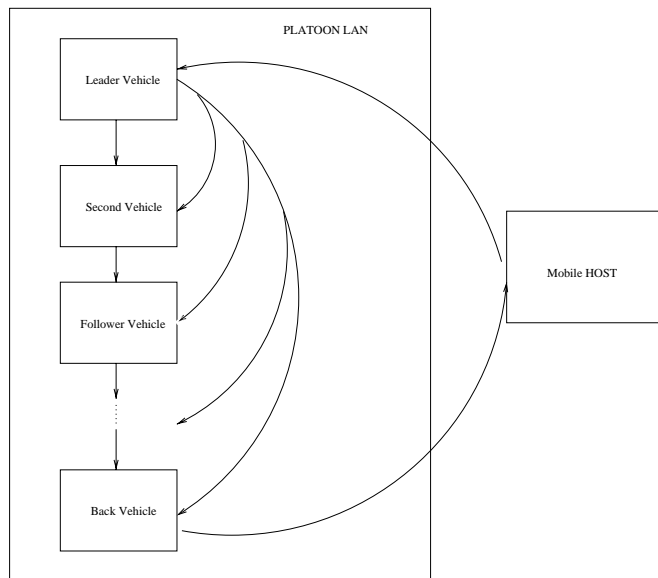 PLATOON LAN
Leader Vehicle
Second Vehicle
Mobile HOST
Follower Vehicle
Back Vehicle